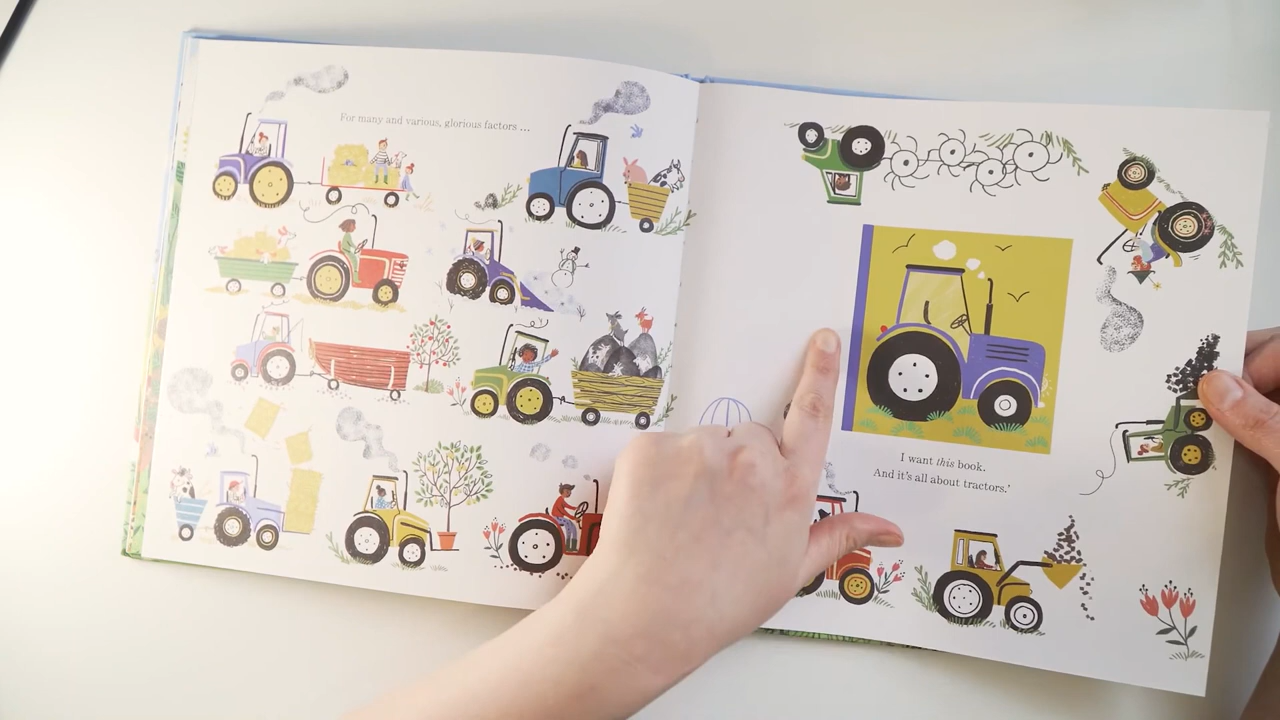 For many and various, glorious factors ...
I want this book.
And it's all about tractors.'